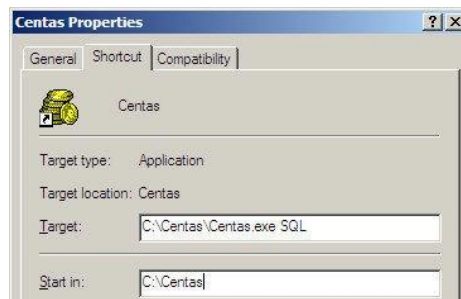 Centas Properties ? X
General Shortcut Compatibility
Centas
Target type: Application
Target location: Centas
Target: C:\Centas\Centas.exe SQL
Start in: C:\Centas